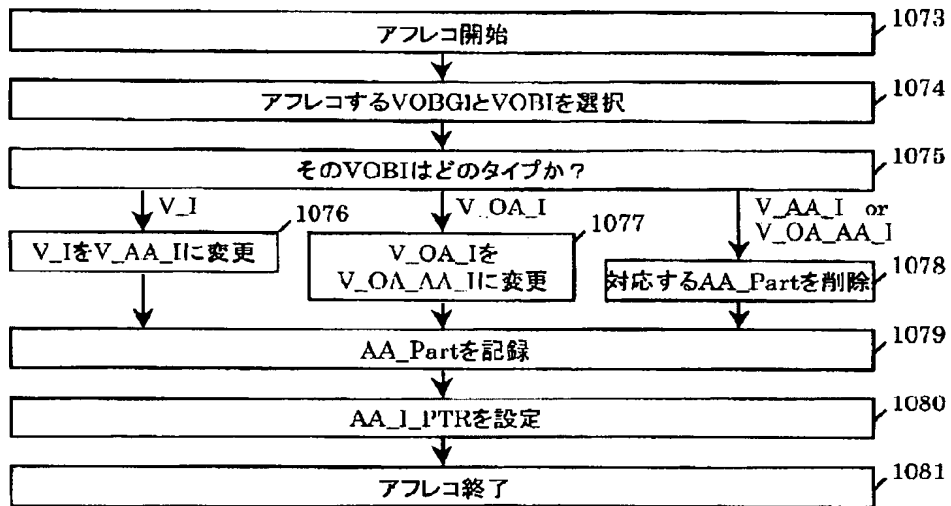 アフレコ開始
1073
アフレコするVOBGIとVOBIを選択
1074
そのVOBIはどのタイプか?
1075
V_I
V_OA_I
V_AA_I or
V_OA_AA_I
V_IをV_AA_Iに変更
1076
V_OA_Iを
V_OA_AA_Iに変更
1077
対応するAA_Partを削除
1078
AA_Partを記録
1079
AA_I_PTRを設定
1080
アフレコ終了
1081